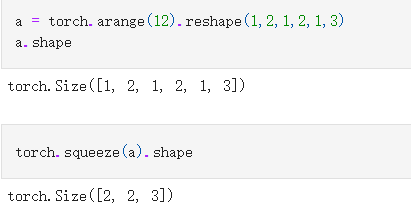 a = torch.arange(12).reshape(1,2,1,2,1,3)
a.shape
torch.Size([1, 2, 1, 2, 1, 3])
torch.squeeze(a).shape
torch.Size([2, 2, 3])